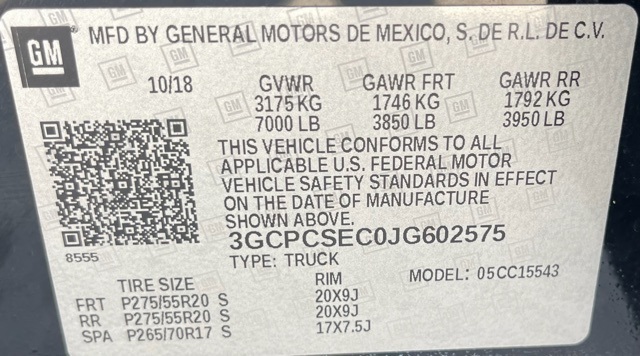 GM MFD BY GENERAL MOTORS DE MEXICO, S. DE R.L. DE C.V.
10/18 GVWR GAWR FRT GAWR RR
3175 KG 1746 KG 1792 KG
7000 LB 3850 LB 3950 LB
THIS VEHICLE CONFORMS TO ALL
APPLICABLE U.S. FEDERAL MOTOR
VEHICLE SAFETY STANDARDS IN EFFECT
ON THE DATE OF MANUFACTURE
SHOWN ABOVE.
3GCPCSEC0JG602575
8555 TYPE: TRUCK MODEL: 05CC15543
TIRE SIZE RIM
FRT P275/55R20 S 20X9J
RR P275/55R20 S 20X9J
SPA P265/70R17 S 17X7.5J